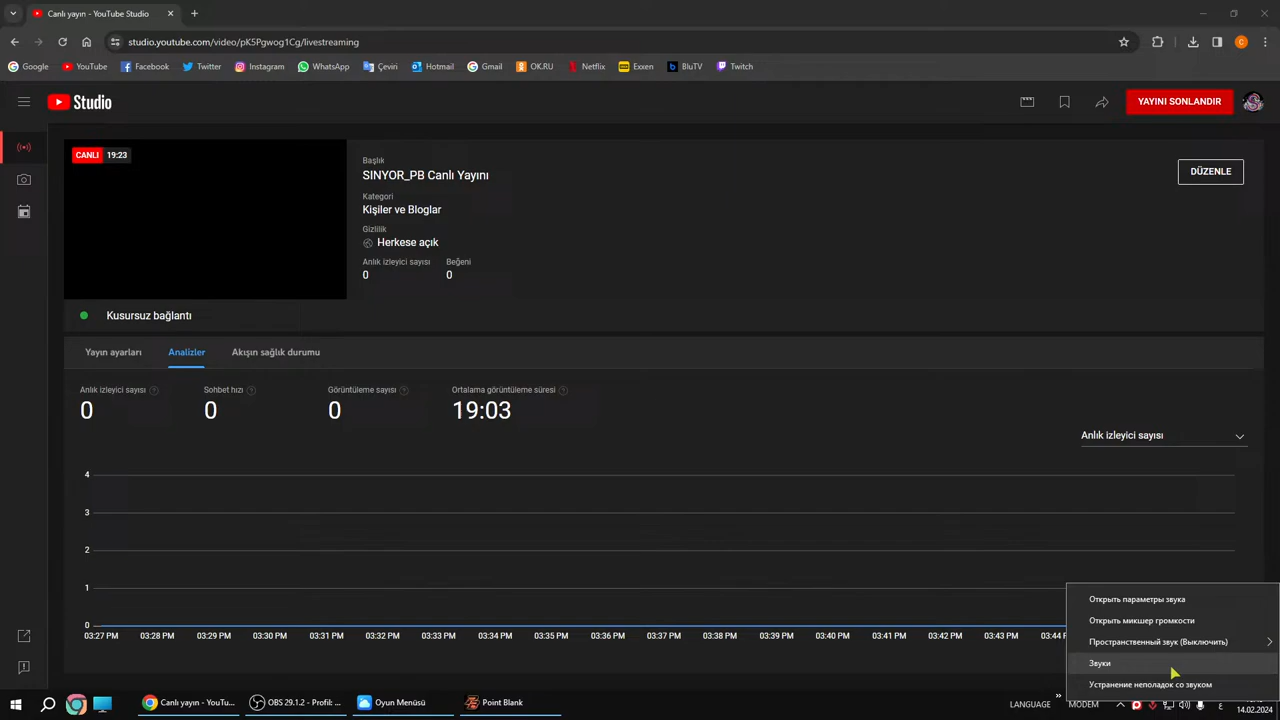 Canlı yayın - YouTube Studio
studio.youtube.com/video/pK5Pgwog1Cg/livestreaming
C
Google YouTube Facebook Twitter Instagram WhatsApp Çeviri Hotmail Gmail OK.RU Netflix Exxen BluTV Twitch
Studio
YAYINI SONLANDIR
CANLI 19:23
Başlık
SINYOR_PB Canlı Yayını
DÜZENLE
Kategori
Kişiler ve Bloglar
Gizlilik
Herkese açık
Anlık izleyici sayısı Beğeni
0 0
Kusursuz bağlantı
Yayın ayarları Analizler Akışın sağlık durumu
Anlık izleyici sayısı Sohbet hızı Görüntüleme sayısı Ortalama görüntüleme süresi
0 0 0 19:03
Anlık izleyici sayısı
4
3
2
1
0
03:27 PM 03:28 PM 03:29 PM 03:30 PM 03:31 PM 03:32 PM 03:33 PM 03:34 PM 03:35 PM 03:36 PM 03:37 PM 03:38 PM 03:39 PM 03:40 PM 03:41 PM 03:42 PM 03:43 PM 03:44
Открыть параметры звука
Открыть микшер громкости
Пространственный звук (Выключить)
Звуки
Устранение неполадок со звуком
Canlı yayın - YouTu... OBS 29.1.2 - Profil: ... Oyun Menüsü Point Blank
LANGUAGE MODEM
14.02.2024